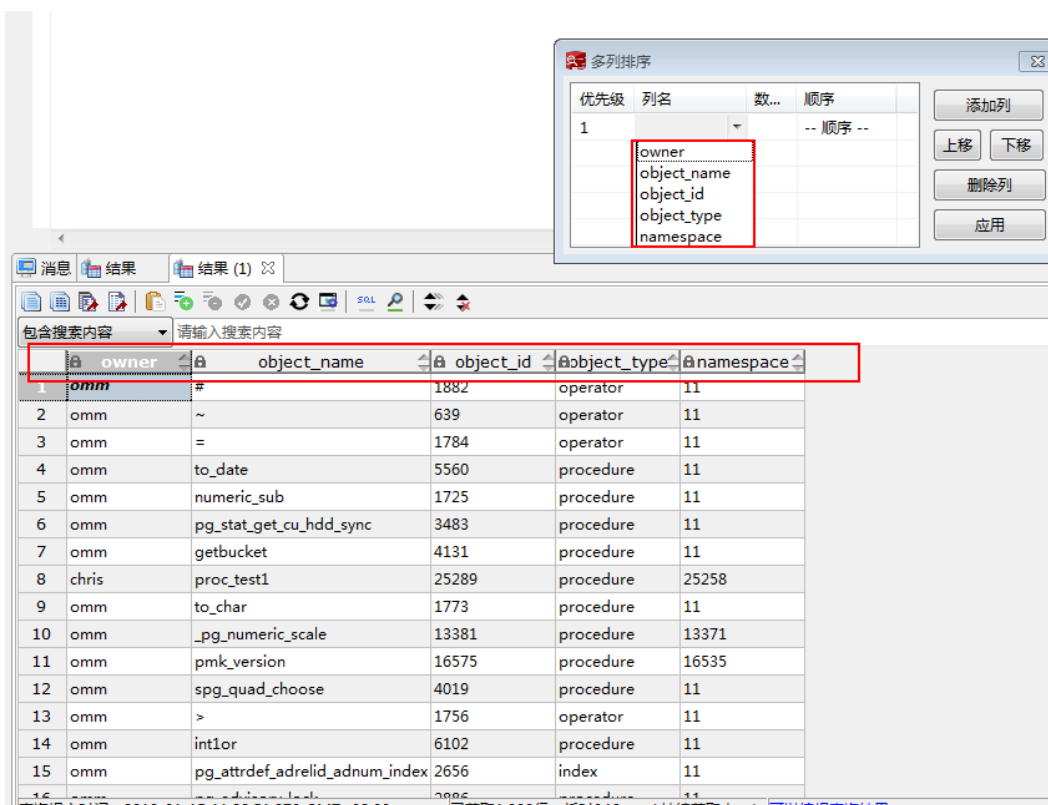 多列排序
优先级 列名 数... 顺序
添加列
1 -- 顺序 --
上移 下移
owner
object_name
删除列
object_id
object_type
应用
namespace
消息 结果 结果 (1)
SQL
包含搜索内容 请输入搜索内容
owner object_name object_id object_type namespace
1 omm # 1882 operator 11
2 omm ~ 639 operator 11
3 omm = 1784 operator 11
4 omm to_date 5560 procedure 11
5 omm numeric_sub 1725 procedure 11
6 omm pg_stat_get_cu_hdd_sync 3483 procedure 11
7 omm getbucket 4131 procedure 11
8 chris proc_test1 25289 procedure 25258
9 omm to_char 1773 procedure 11
10 omm _pg_numeric_scale 13381 procedure 13371
11 omm pmk_version 16575 procedure 16535
12 omm spg_quad_choose 4019 procedure 11
13 omm > 1756 operator 11
14 omm int1or 6102 procedure 11
15 omm pg_attrdef_adrelid_adnum_index 2656 index 11